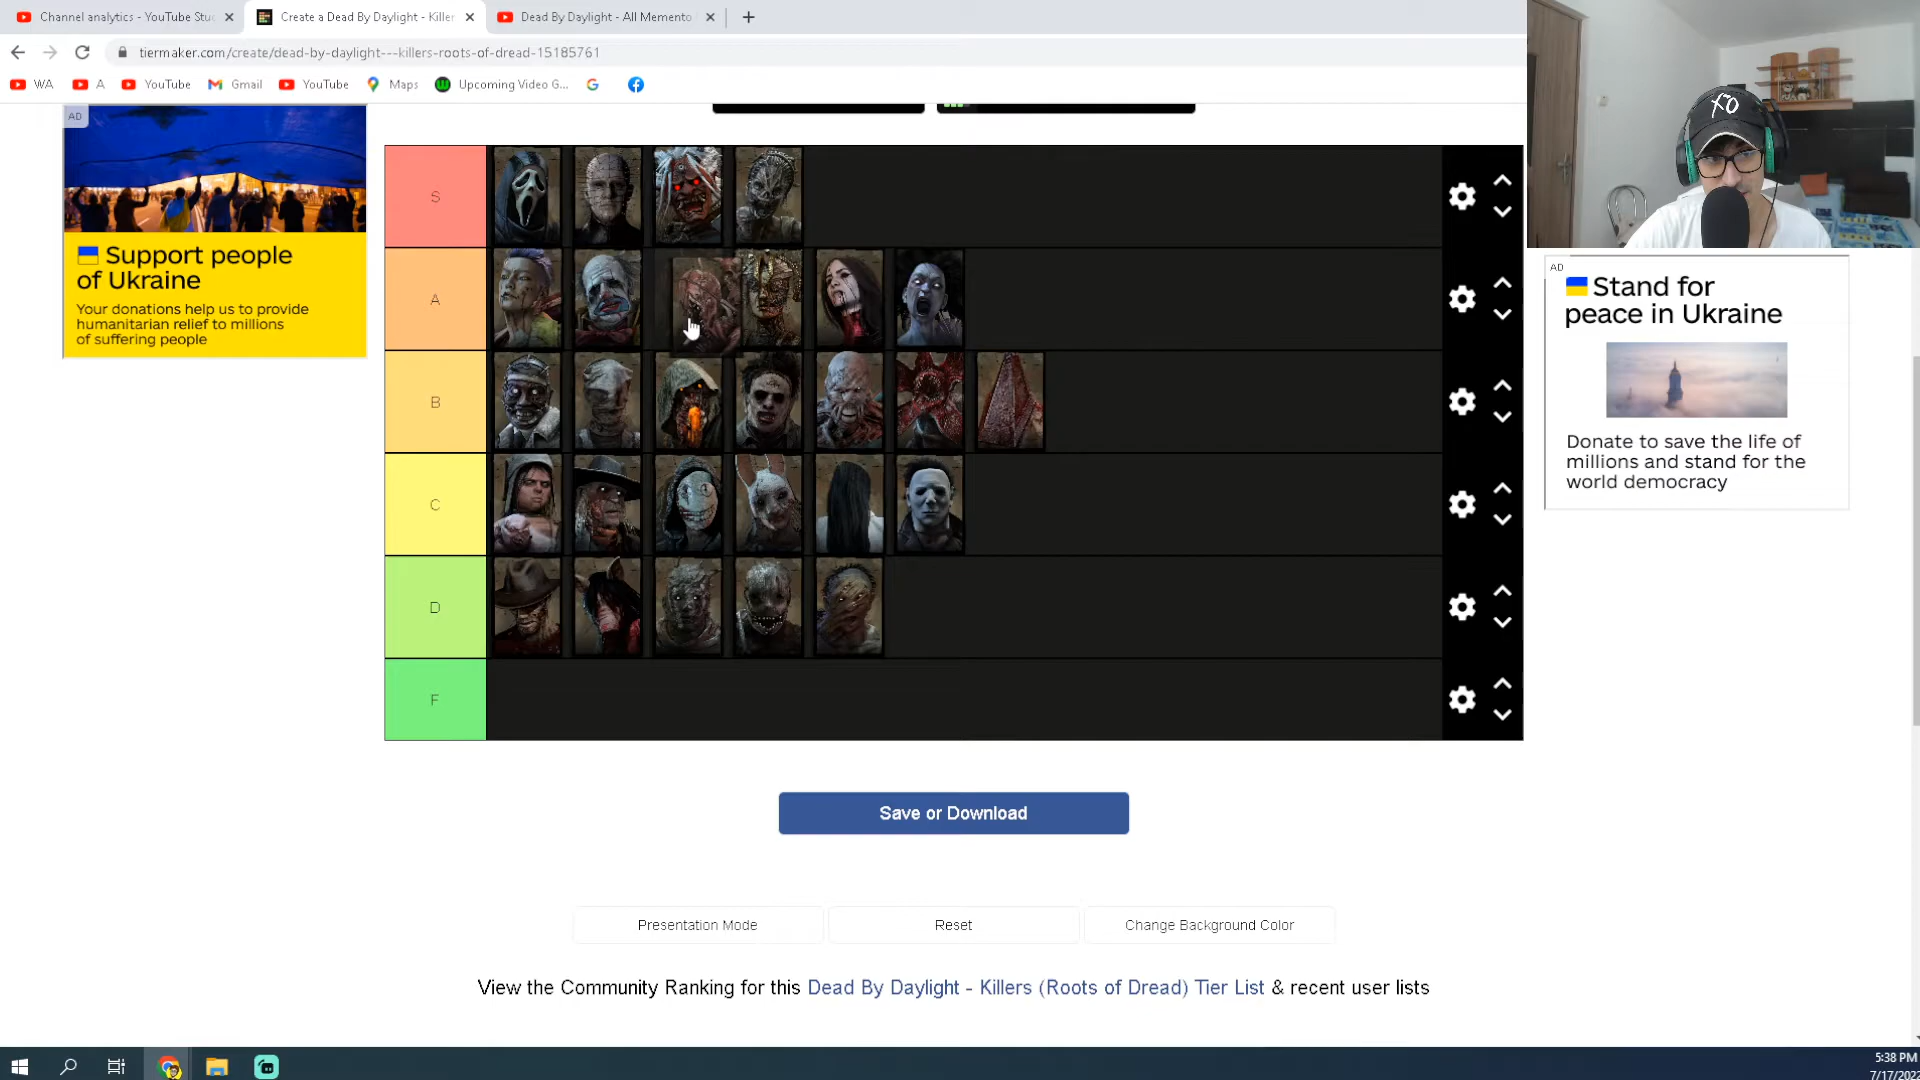 Channel analytics - YouTube Stu
Create a Dead By Daylight - Killer
Dead By Daylight - All Memento
tiermaker.com/create/dead-by-daylight---killers-roots-of-dread-15185761
WA
A
YouTube
Gmail
YouTube
Maps
Upcoming Video G...
XO
AD
Support people
of Ukraine
Your donations help us to provide
humanitarian relief to millions
of suffering people
S
A
B
C
D
F
AD
Stand for
peace in Ukraine
Donate to save the life of
millions and stand for the
world democracy
Save or Download
Presentation Mode
Reset
Change Background Color
View the Community Ranking for this Dead By Daylight - Killers (Roots of Dread) Tier List & recent user lists
5:38 PM
7/17/202